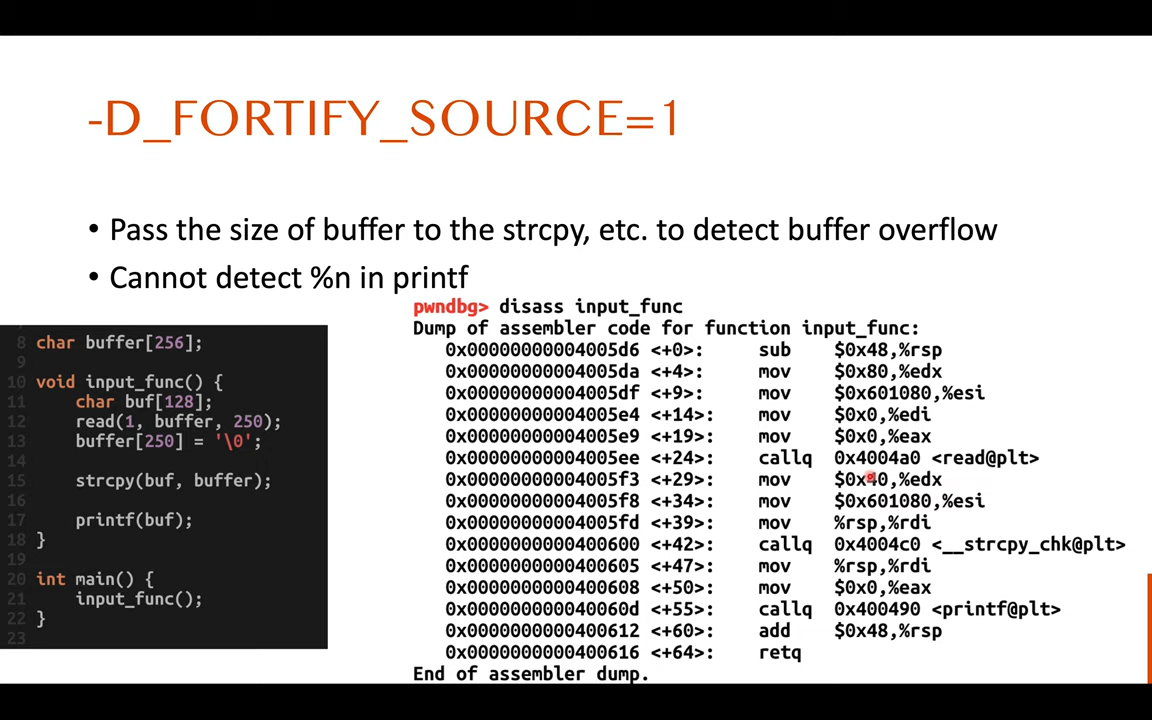 -D_FORTIFY_SOURCE=1
• Pass the size of buffer to the strcpy, etc. to detect buffer overflow
• Cannot detect %n in printf
8 char buffer[256];
9
10 void input_func() {
11 char buf[128];
12 read(1, buffer, 250);
13 buffer[250] = '\0';
14
15 strcpy(buf, buffer);
16
17 printf(buf);
18 }
19
20 int main() {
21 input_func();
22 }
23
pwndbg> disass input_func
Dump of assembler code for function input_func:
0x00000000004005d6 <+0>: sub $0x48,%rsp
0x00000000004005da <+4>: mov $0x80,%edx
0x00000000004005df <+9>: mov $0x601080,%esi
0x00000000004005e4 <+14>: mov $0x0,%edi
0x00000000004005e9 <+19>: mov $0x0,%eax
0x00000000004005ee <+24>: callq 0x4004a0 <read@plt>
0x00000000004005f3 <+29>: mov $0x40,%edx
0x00000000004005f8 <+34>: mov $0x601080,%esi
0x00000000004005fd <+39>: mov %rsp,%rdi
0x0000000000400600 <+42>: callq 0x4004c0 <__strcpy_chk@plt>
0x0000000000400605 <+47>: mov %rsp,%rdi
0x0000000000400608 <+50>: mov $0x0,%eax
0x000000000040060d <+55>: callq 0x400490 <printf@plt>
0x0000000000400612 <+60>: add $0x48,%rsp
0x0000000000400616 <+64>: retq
End of assembler dump.